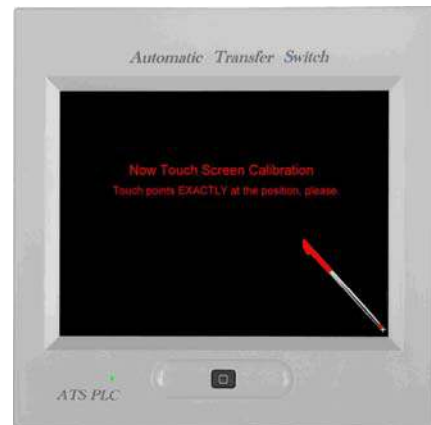 Automatic Transfer Switch
Now Touch Screen Calibration
Touch points EXACTLY at the position, please.
ATS PLC